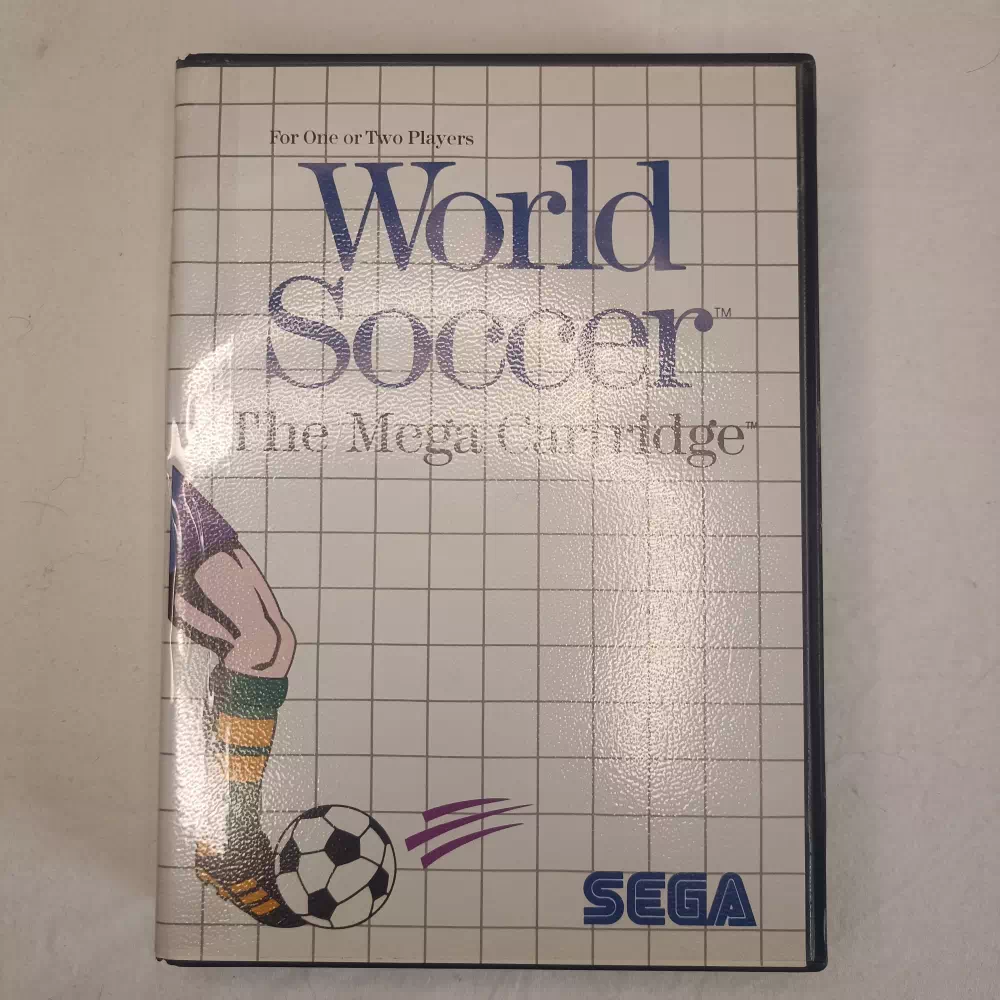 For One or Two Players
World
Soccer™
The Mega Cartridge™
SEGA